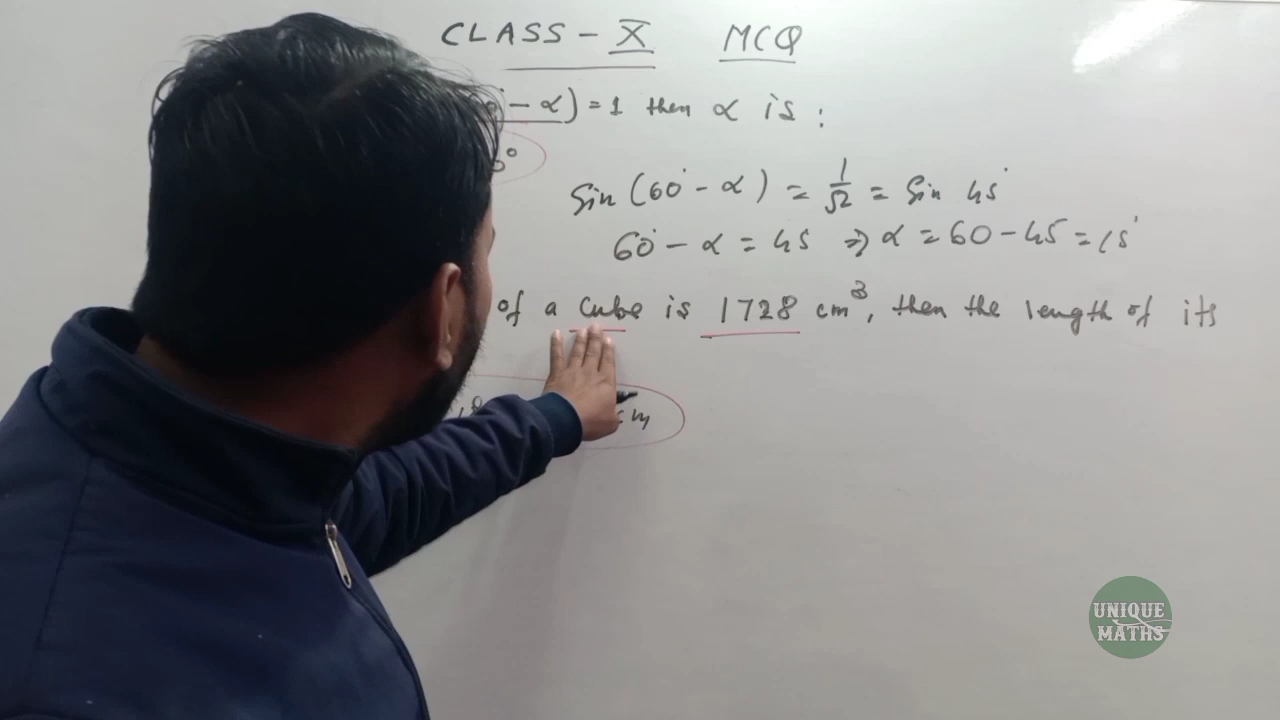 CLASS - X MCQ
- α) = 1 then α is :
Sin (60° - α) = 1/√2 = Sin 45°
60° - α = 45 ⇒ α = 60 - 45 = 15°
of a cube is 1728 cm³, then the length of its
cm
UNIQUE
MATHS